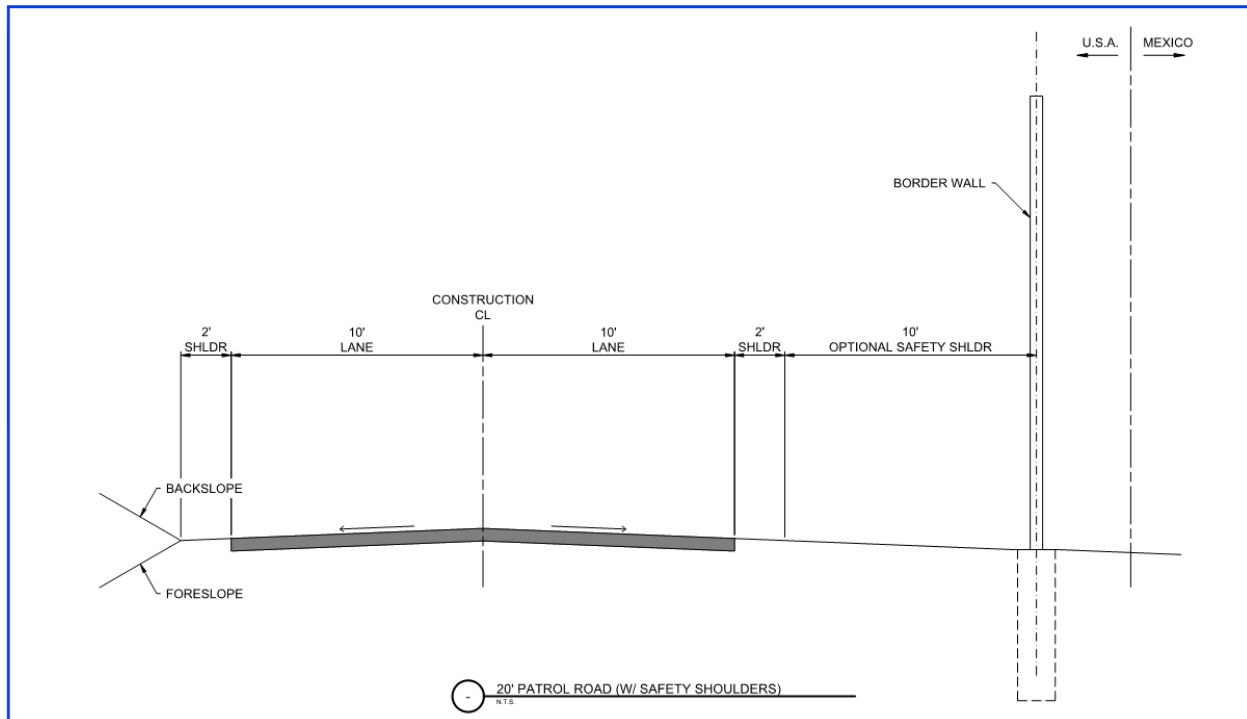 U.S.A.
MEXICO
BORDER WALL
CONSTRUCTION
CL
2'
SHLDR
10'
LANE
10'
LANE
2'
SHLDR
10'
OPTIONAL SAFETY SHLDR
BACKSLOPE
FORESLOPE
-
20' PATROL ROAD (W/ SAFETY SHOULDERS)
N.T.S.